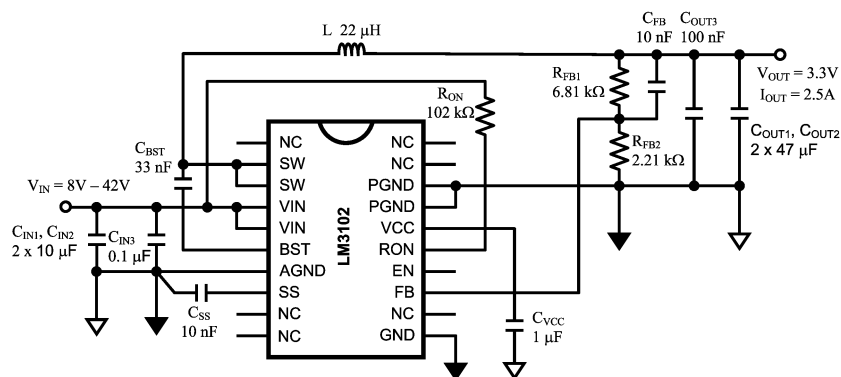 L 22 μH
C_FB
10 nF
C_OUT3
100 nF
R_FB1
6.81 kΩ
V_OUT = 3.3V
I_OUT = 2.5A
R_ON
102 kΩ
C_OUT1, C_OUT2
2 x 47 μF
R_FB2
2.21 kΩ
C_BST
33 nF
V_IN = 8V – 42V
C_IN1, C_IN2
2 x 10 μF
C_IN3
0.1 μF
C_SS
10 nF
NC
SW
SW
VIN
VIN
BST
AGND
SS
NC
NC
LM3102
NC
NC
PGND
PGND
VCC
RON
EN
FB
NC
GND
C_VCC
1 μF